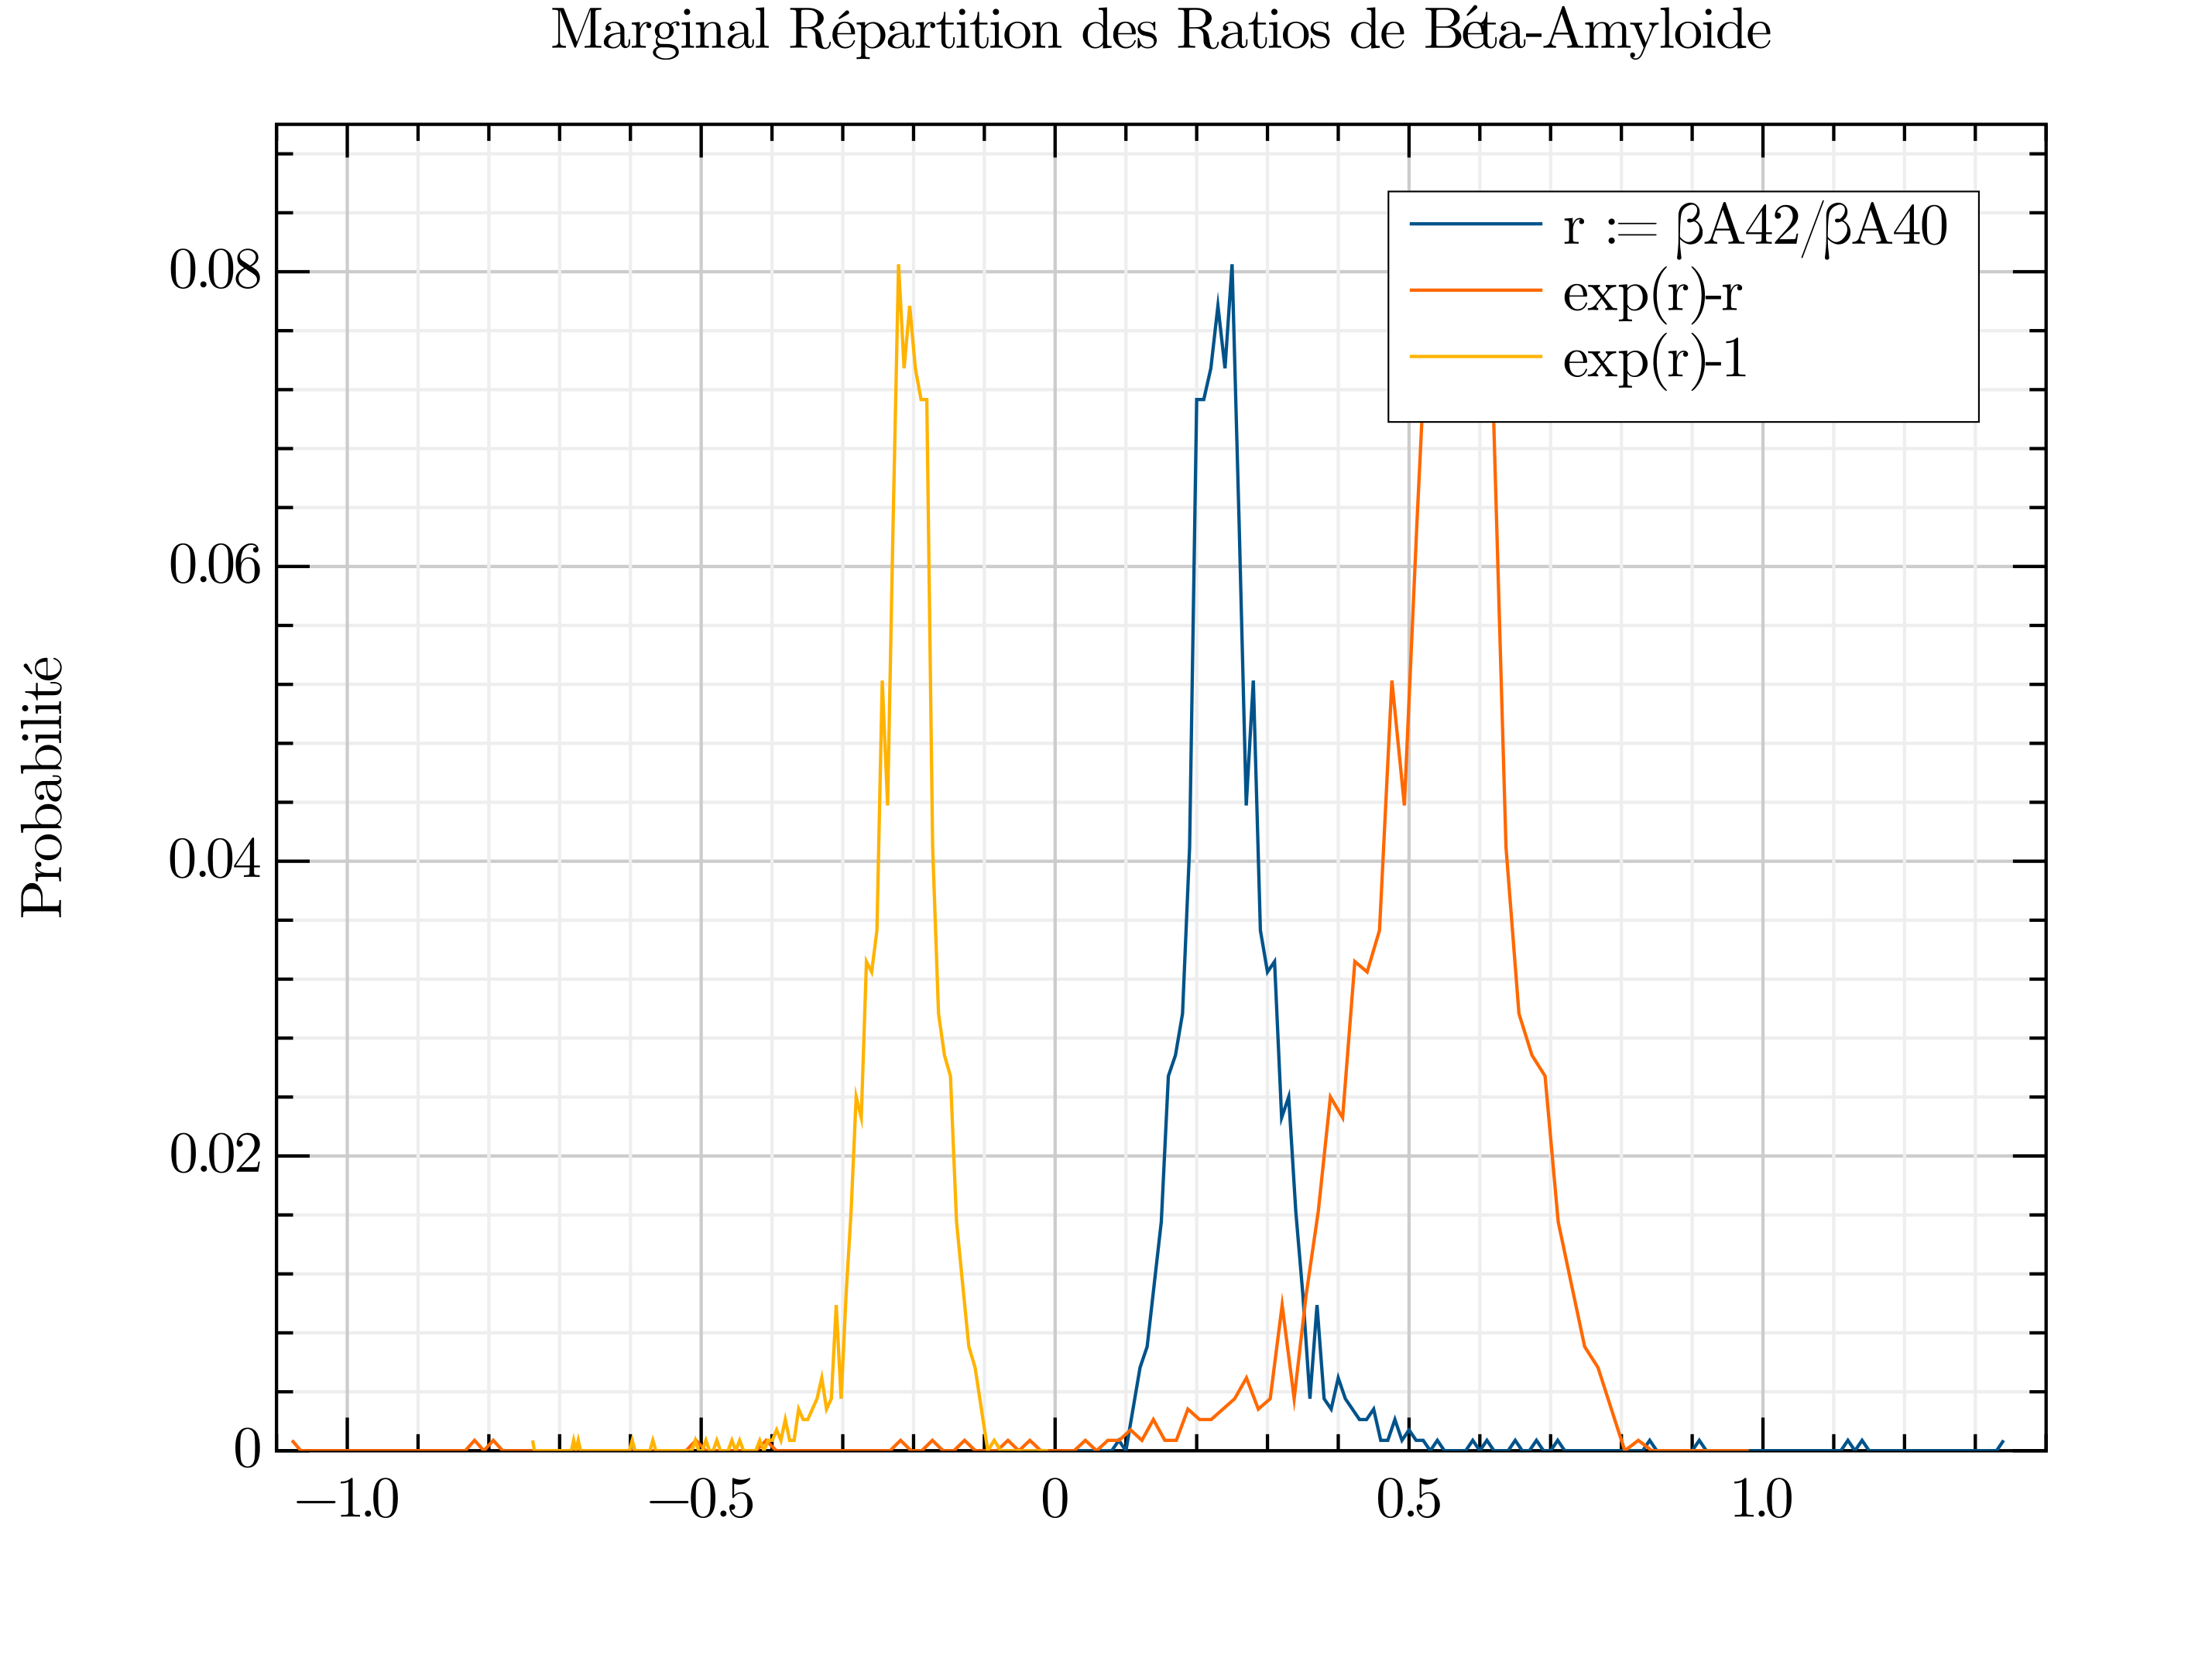 Marginal Répartition des Ratios de Béta-Amyloide
r := βA42/βA40
exp(r)-r
exp(r)-1
Probabilité
0.08
0.06
0.04
0.02
0
−1.0
−0.5
0
0.5
1.0